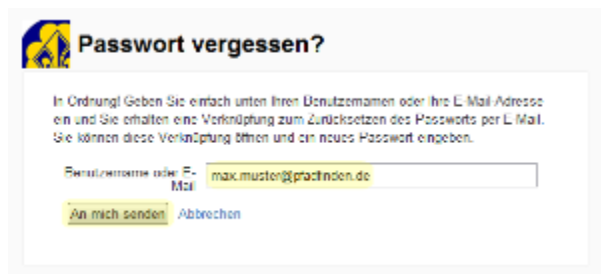 Passwort vergessen?
In Ordnung! Geben Sie einfach unten Ihren Benutzernamen oder Ihre E-Mail-Adresse
ein und Sie erhalten eine Verknüpfung zum Zurücksetzen des Passworts per E-Mail.
Sie können diese Verknüpfung öffnen und ein neues Passwort eingeben.
Benutzername oder E-
Mail
max.muster@pfadfinden.de
An mich senden Abbrechen